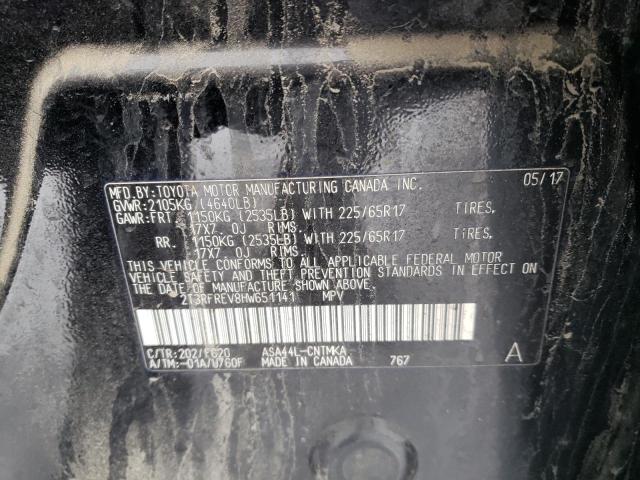 MFD.BY:TOYOTA MOTOR MANUFACTURING CANADA INC. 05/17
GVWR:2105KG (4640LB)
GAWR:FRT. 1150KG (2535LB) WITH 225/65R17 TIRES,
17X7.0J RIMS.
RR. 1150KG (2535LB) WITH 225/65R17 TIRES,
17X7.0J RIMS.
THIS VEHICLE CONFORMS TO ALL APPLICABLE FEDERAL MOTOR
VEHICLE SAFETY AND THEFT PREVENTION STANDARDS IN EFFECT
ON THE DATE OF MANUFACTURE SHOWN ABOVE.
2T3RFREV8HW651141 MPV
C/TR:202/FB20 ASA44L-CNTMKA
A/TM:-01A/U760F MADE IN CANADA 767 A